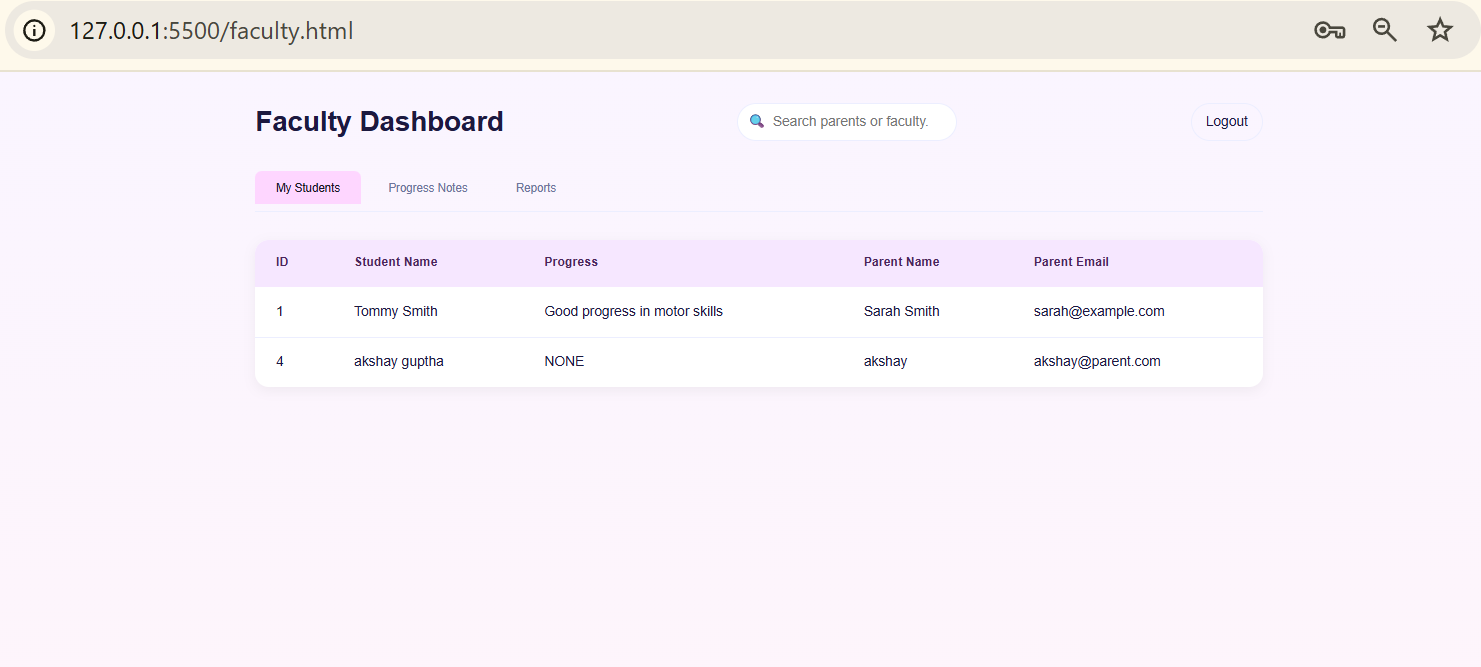 127.0.0.1:5500/faculty.html
Faculty Dashboard
Search parents or faculty.
Logout
My Students Progress Notes Reports
ID Student Name Progress Parent Name Parent Email
1 Tommy Smith Good progress in motor skills Sarah Smith sarah@example.com
4 akshay guptha NONE akshay akshay@parent.com